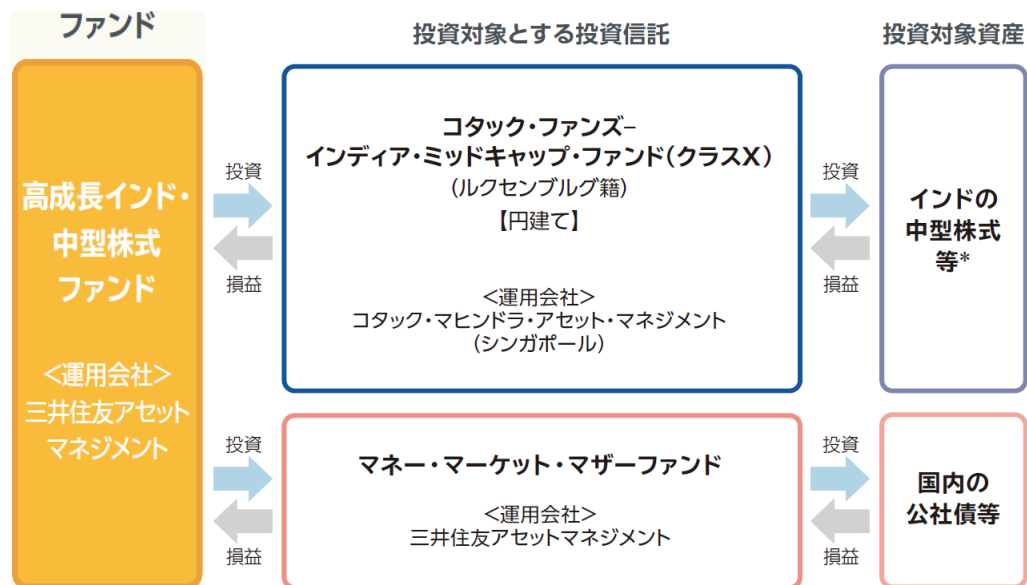 ファンド
投資対象とする投資信託
投資対象資産
高成長インド・
中型株式
ファンド
<運用会社>
三井住友アセット
マネジメント
投資
損益
コタック・ファンズ−
インディア・ミッドキャップ・ファンド(クラスX)
(ルクセンブルグ籍)
【円建て】
<運用会社>
コタック・マヒンドラ・アセット・マネジメント
(シンガポール)
投資
損益
インドの
中型株式
等*
投資
損益
マネー・マーケット・マザーファンド
<運用会社>
三井住友アセットマネジメント
投資
損益
国内の
公社債等